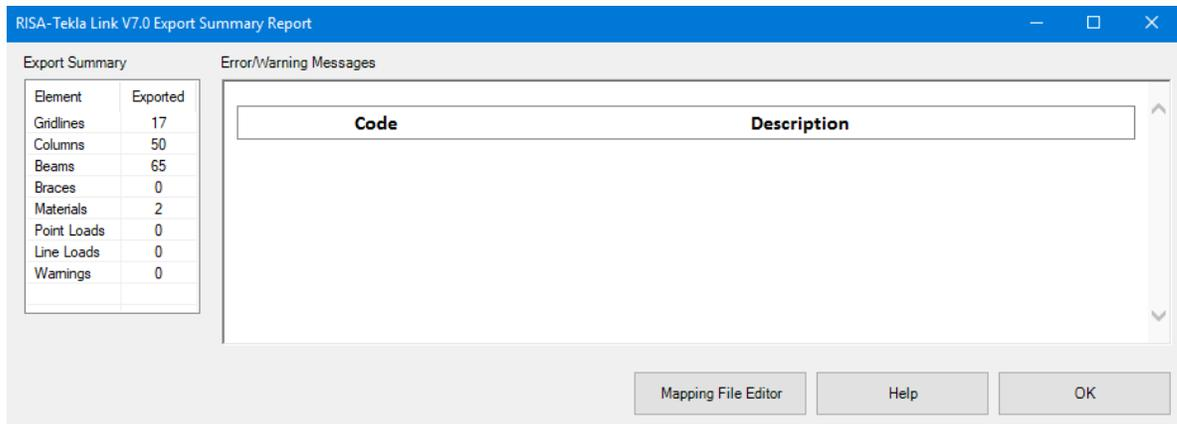 RISA-Tekla Link V7.0 Export Summary Report
Export Summary
Error/Warning Messages
Element Exported
Gridlines 17
Columns 50
Beams 65
Braces 0
Materials 2
Point Loads 0
Line Loads 0
Warnings 0
Code Description
Mapping File Editor Help OK